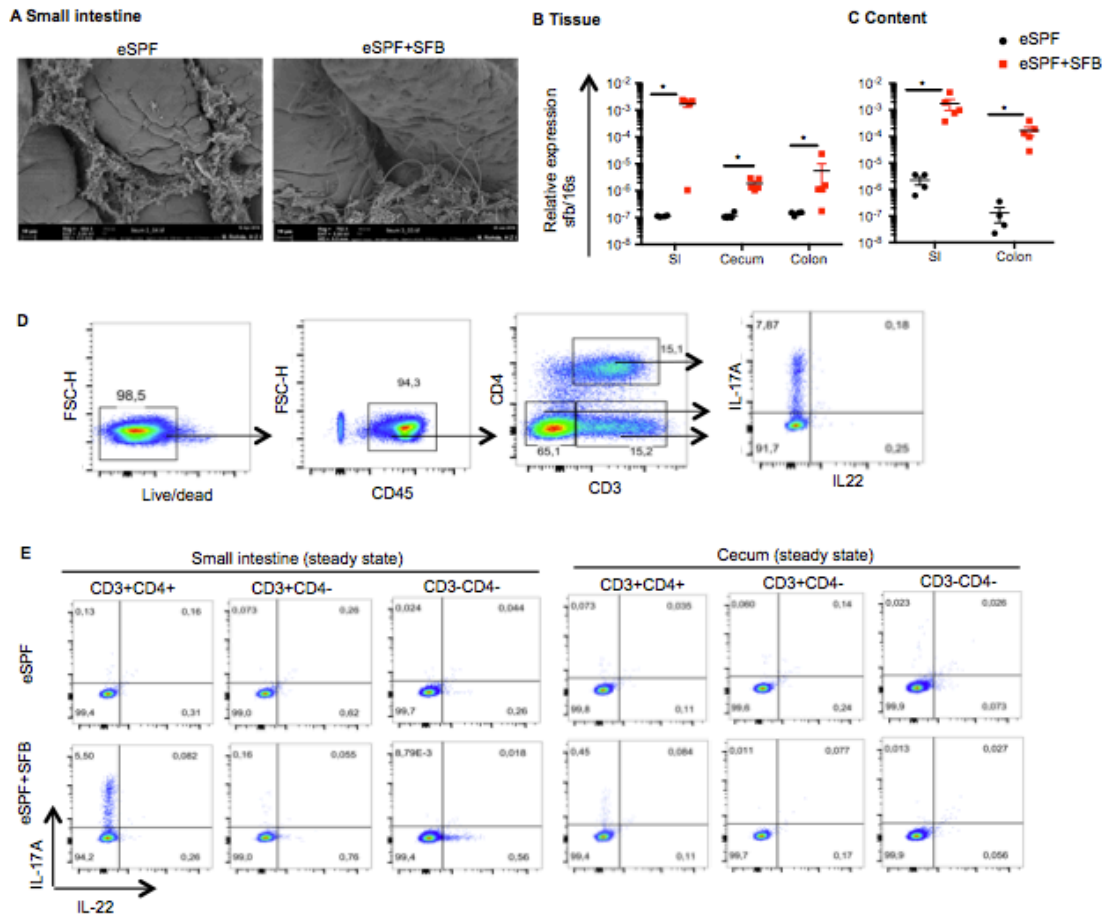 A Small intestine
eSPF
eSPF+SFB
B Tissue
C Content
eSPF
eSPF+SFB
Relative expression
sfb/16s
10-2
10-3
10-4
10-5
10-6
10-7
10-8
*
*
*
SI
Cecum
Colon
10-2
10-3
10-4
10-5
10-6
10-7
10-8
*
*
SI
Colon
D
FSC-H
98,5
Live/dead
FSC-H
94,3
CD45
CD4
15,1
65,1
15,2
CD3
IL-17A
7,87
0,18
91,7
0,25
IL22
E
Small intestine (steady state)
Cecum (steady state)
CD3+CD4+
CD3+CD4-
CD3-CD4-
CD3+CD4+
CD3+CD4-
CD3-CD4-
eSPF
0,13 0,16
99,4 0,31
0,073 0,26
99,0 0,62
0,024 0,044
99,7 0,26
0,073 0,035
99,8 0,11
0,060 0,14
99,6 0,24
0,023 0,026
99,9 0,073
eSPF+SFB
5,50 0,082
94,2 0,26
0,16 0,055
99,0 0,76
8,79E-3 0,018
99,4 0,56
0,45 0,084
99,4 0,11
0,011 0,077
99,7 0,17
0,013 0,027
99,9 0,056
IL-17A
IL-22